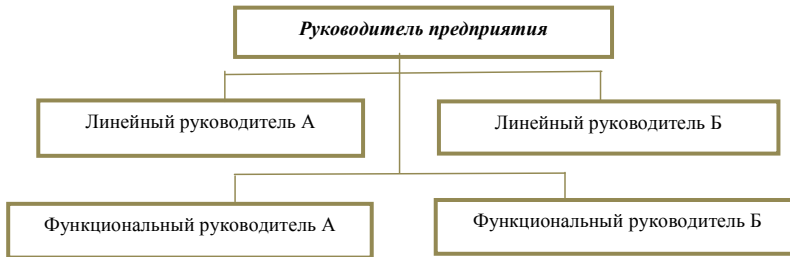 Руководитель предприятия
Линейный руководитель А
Линейный руководитель Б
Функциональный руководитель А
Функциональный руководитель Б